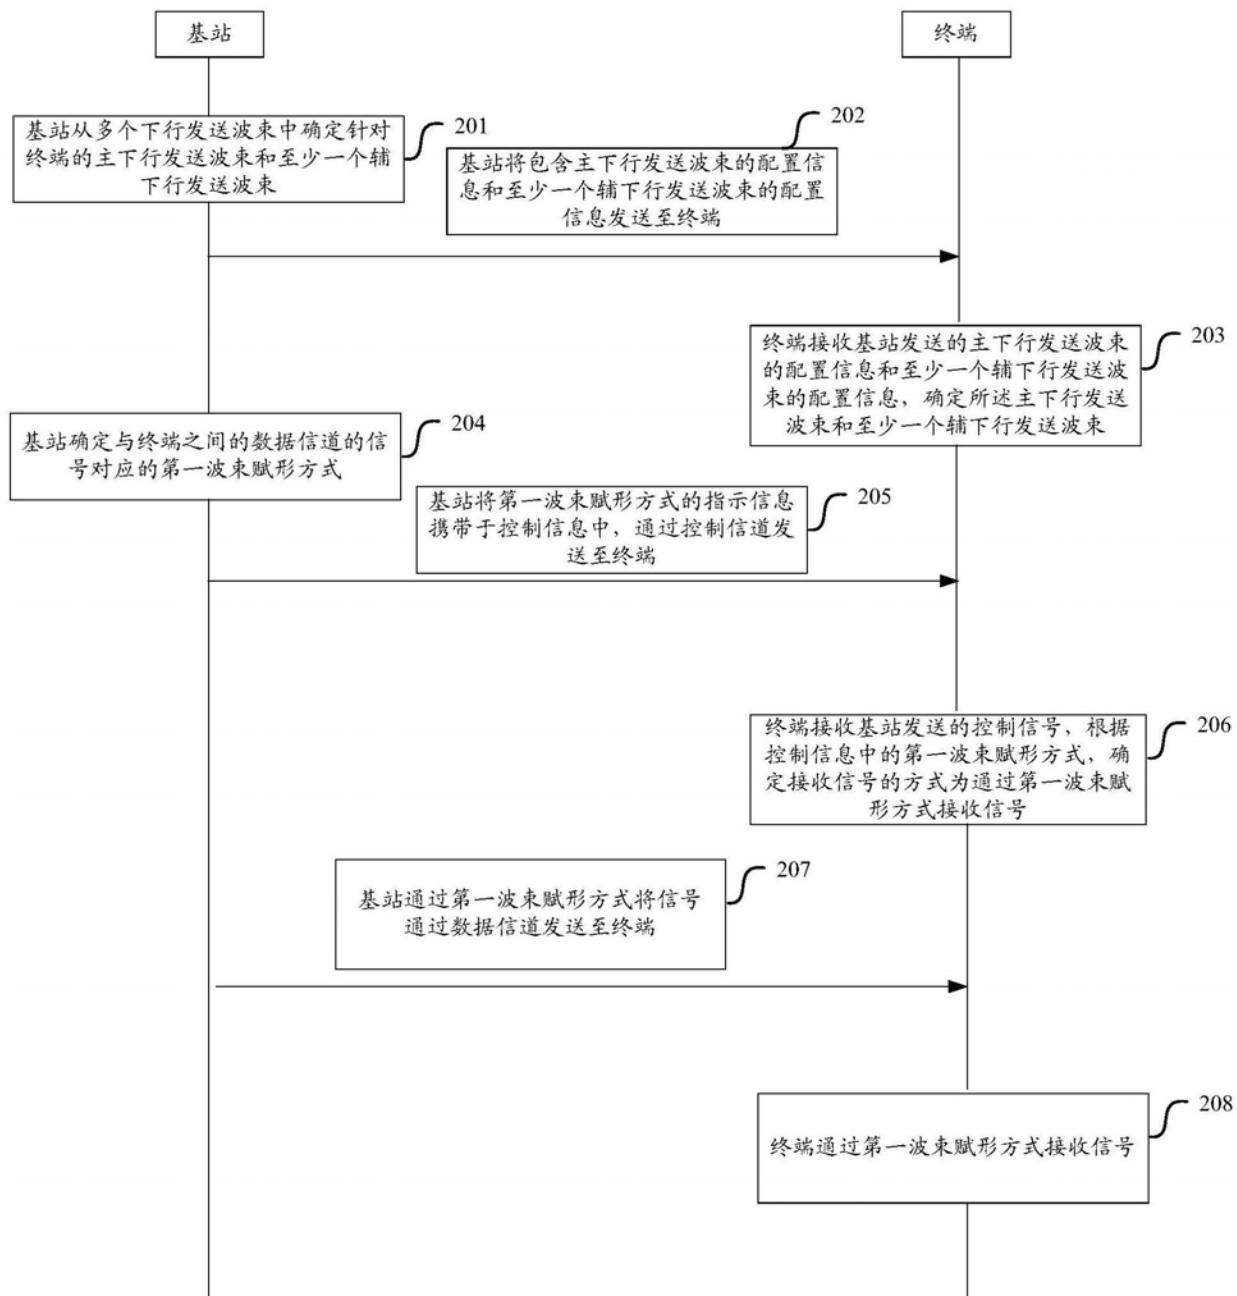 基站
终端
基站从多个下行发送波束中确定针对
终端的主下行发送波束和至少一个辅
下行发送波束
201
202
基站将包含主下行发送波束的配置信
息和至少一个辅下行发送波束的配置
信息发送至终端
203
终端接收基站发送的主下行发送波束
的配置信息和至少一个辅下行发送波
束的配置信息，确定所述主下行发送
波束和至少一个辅下行发送波束
204
基站确定与终端之间的数据信道的信
号对应的第一波束赋形方式
205
基站将第一波束赋形方式的指示信息
携带于控制信息中，通过控制信道发
送至终端
206
终端接收基站发送的控制信号，根据
控制信息中的第一波束赋形方式，确
定接收信号的方式为通过第一波束赋
形方式接收信号
207
基站通过第一波束赋形方式将信号
通过数据信道发送至终端
208
终端通过第一波束赋形方式接收信号